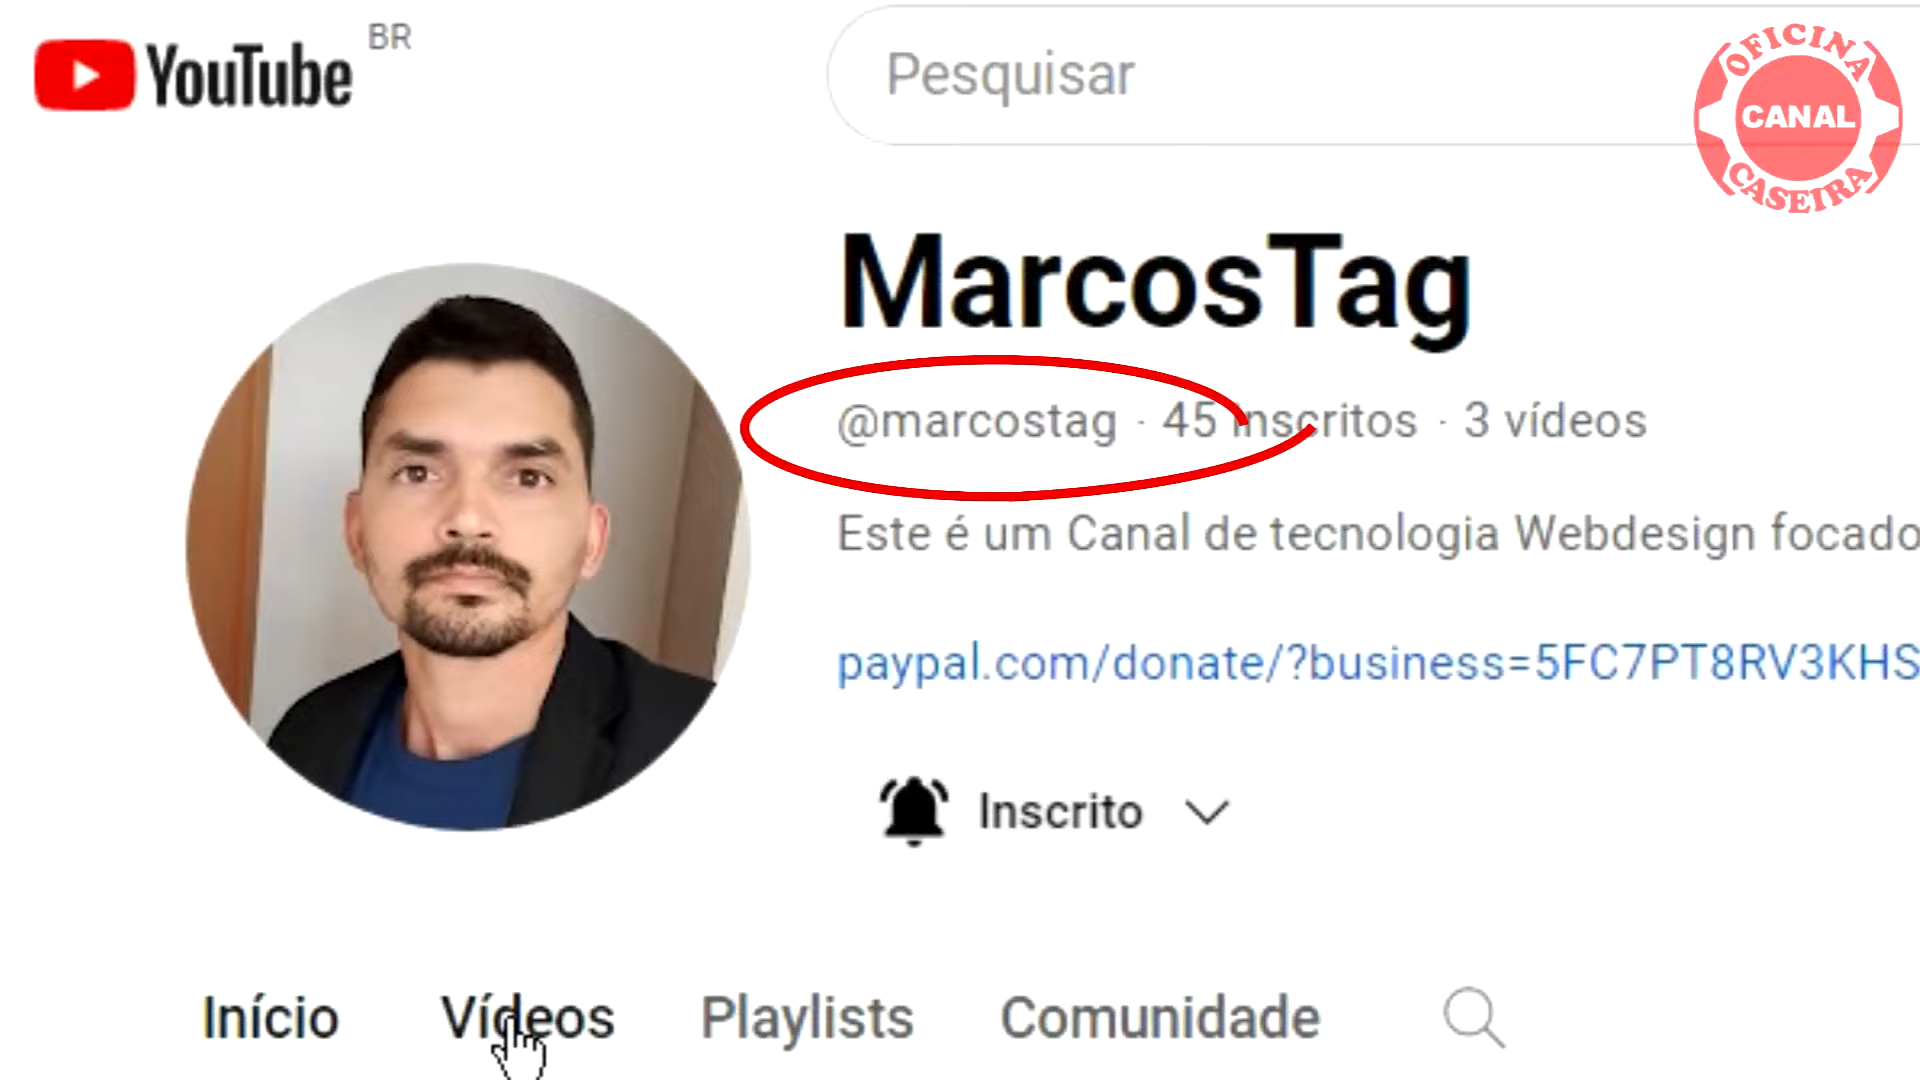 YouTube BR
Pesquisar
OFICINA
CANAL
CASEIRA
MarcosTag
@marcostag · 45 inscritos · 3 vídeos
Este é um Canal de tecnologia Webdesign focado
paypal.com/donate/?business=5FC7PT8RV3KHS
Inscrito
Início Vídeos Playlists Comunidade